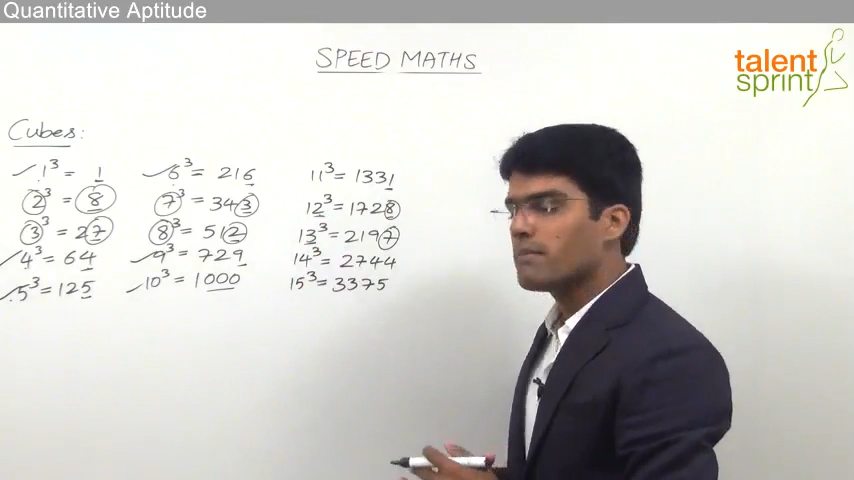 Quantitative Aptitude
SPEED MATHS
talent
sprint
Cubes:
1³ = 1
2³ = 8
3³ = 27
4³ = 64
5³ = 125
6³ = 216
7³ = 343
8³ = 512
9³ = 729
10³ = 1000
11³ = 1331
12³ = 1728
13³ = 2197
14³ = 2744
15³ = 3375